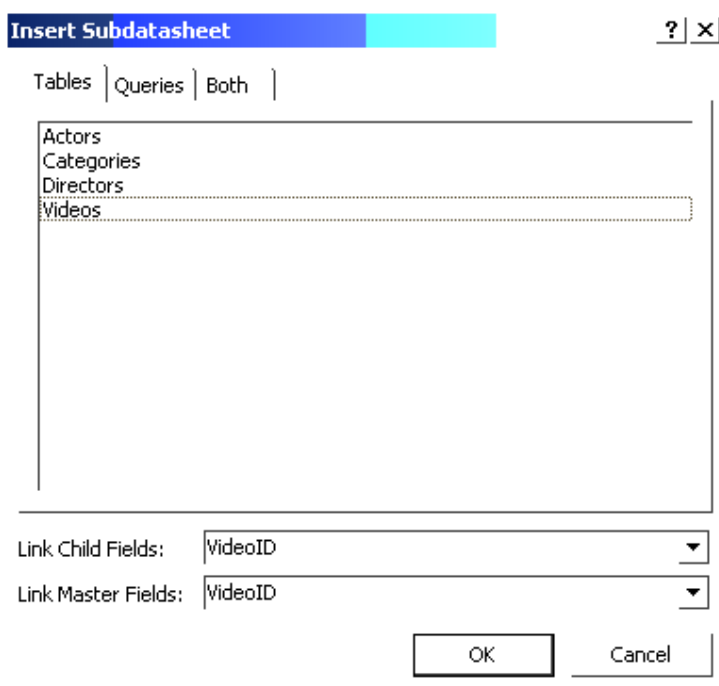 Insert Subdatasheet
Tables Queries Both
Actors
Categories
Directors
Videos
Link Child Fields: VideoID
Link Master Fields: VideoID
OK Cancel